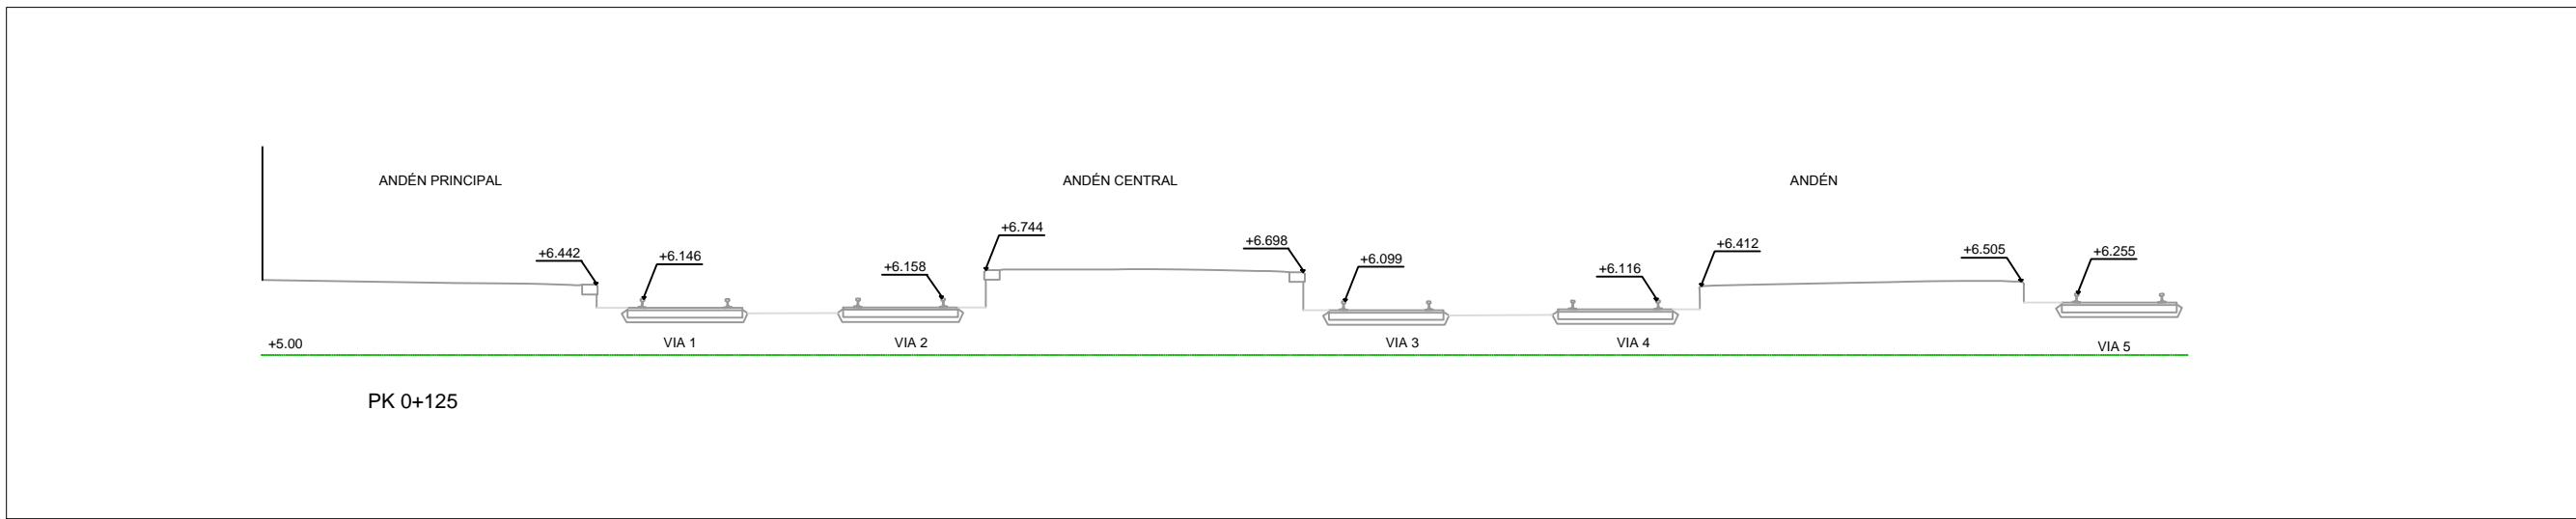 ANDÉN PRINCIPAL
ANDÉN CENTRAL
ANDÉN
+6.442
+6.146
+6.158
+6.744
+6.698
+6.099
+6.116
+6.412
+6.505
+6.255
+5.00
VIA 1
VIA 2
VIA 3
VIA 4
VIA 5
PK 0+125